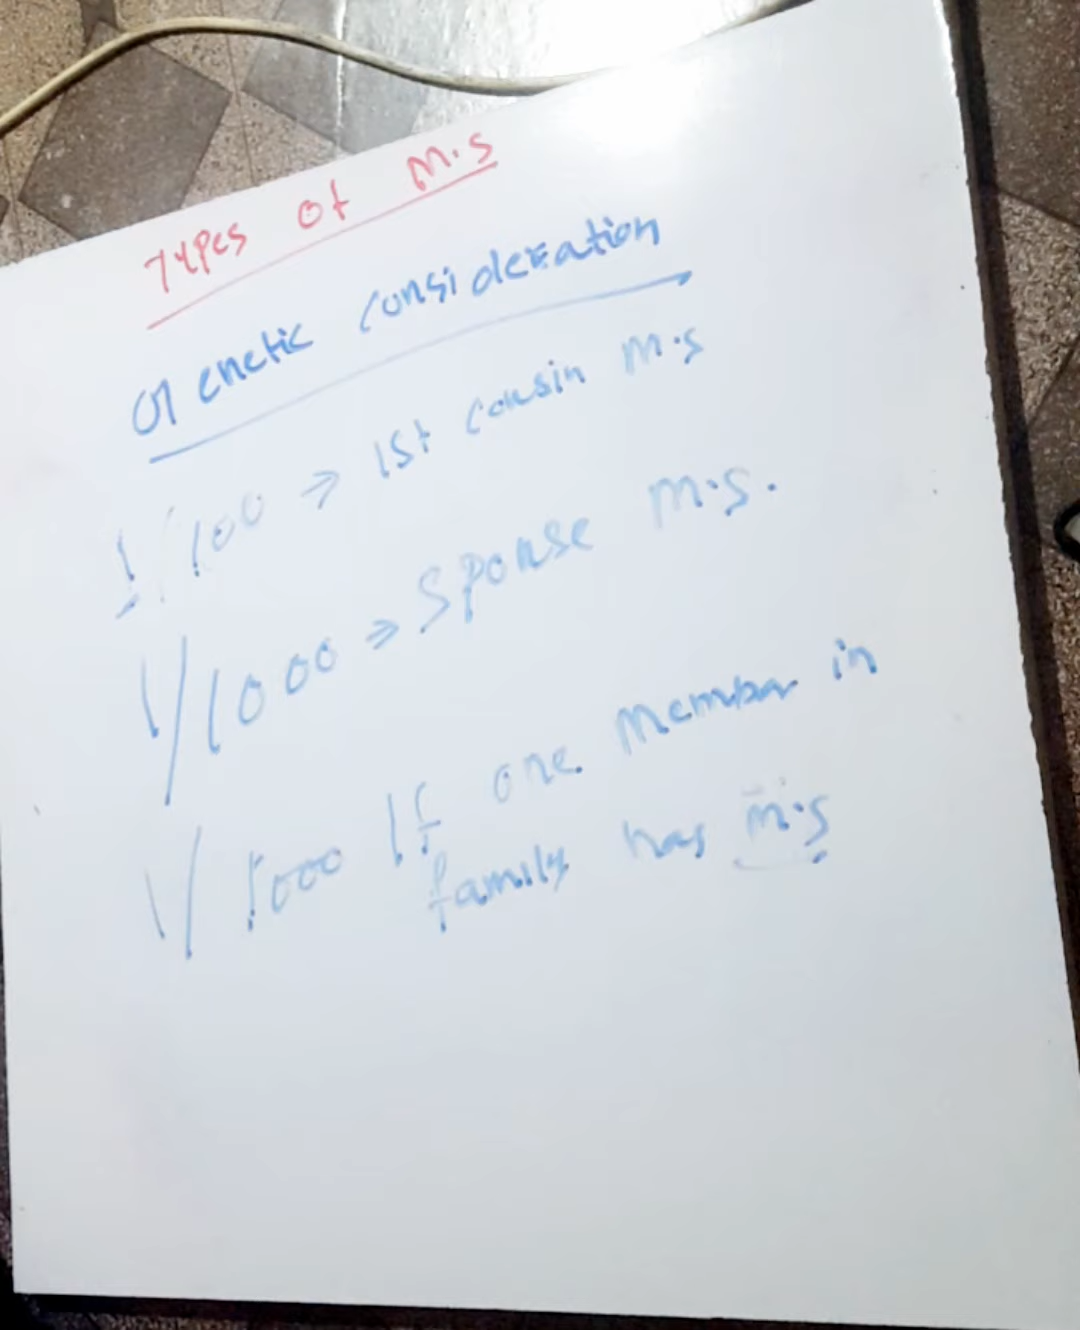 Types of M.S
Genetic consideration
1/100 => 1st cousin M.S
1/1000 => Spouse M.S.
1/1000 If one Member in
family has M.S